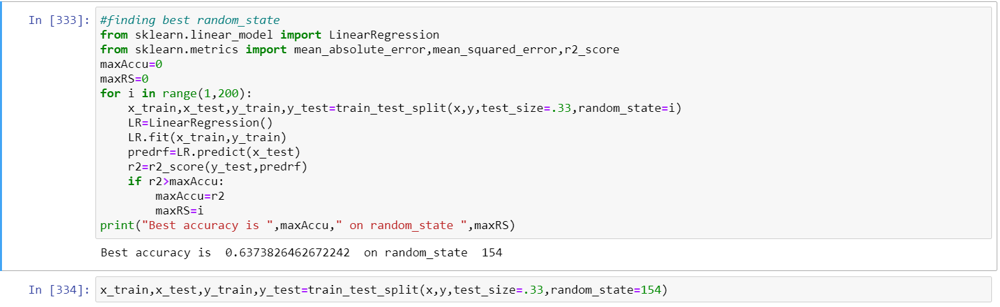 In [333]: #finding best random_state
from sklearn.linear_model import LinearRegression
from sklearn.metrics import mean_absolute_error,mean_squared_error,r2_score
maxAccu=0
maxRS=0
for i in range(1,200):
    x_train,x_test,y_train,y_test=train_test_split(x,y,test_size=.33,random_state=i)
    LR=LinearRegression()
    LR.fit(x_train,y_train)
    predrf=LR.predict(x_test)
    r2=r2_score(y_test,predrf)
    if r2>maxAccu:
        maxAccu=r2
        maxRS=i
print("Best accuracy is ",maxAccu," on random_state ",maxRS)
Best accuracy is  0.6373826462672242  on random_state  154
In [334]: x_train,x_test,y_train,y_test=train_test_split(x,y,test_size=.33,random_state=154)